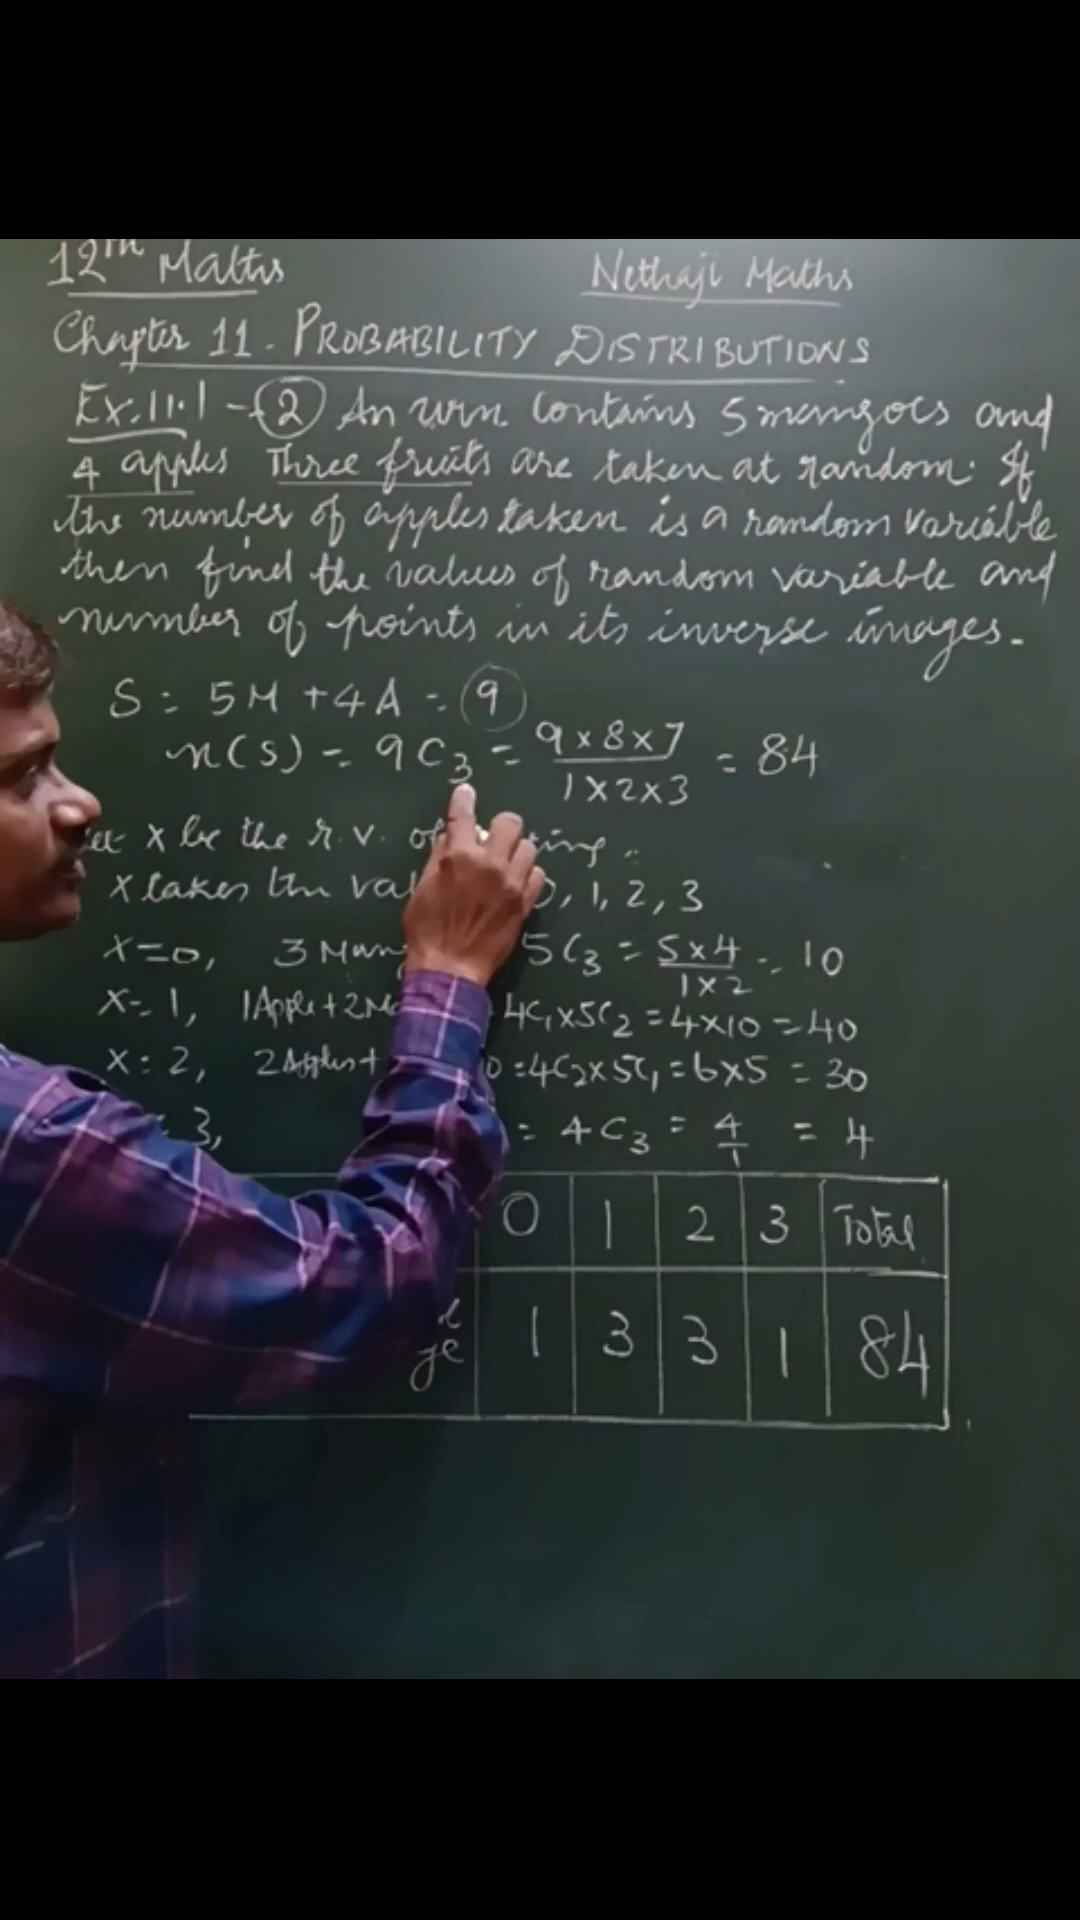 12th Maths
Nethaji Maths
Chapter 11. PROBABILITY DISTRIBUTIONS
Ex.11.1 - 2 An urn contains 5 mangoes and
4 apples Three fruits are taken at random. If
the number of apples taken is a random variable
then find the values of random variable and
number of points in its inverse images.
S = 5M + 4A = 9
n(S) = 9C3 = 9×8×7 / 1×2×3 = 84
x be the r.v. of
x takes the 1, 2, 3
x=0, 3 5C3 = 5×4 / 1×2 = 10
x=1, 1Apple+2 4C1×5C2 = 4×10 = 40
x=2, 2Apples+ = 4C2×5C1 = 6×5 = 30
3, = 4C3 = 4/1 = 4
0 1 2 3 Total
1 3 3 1 84